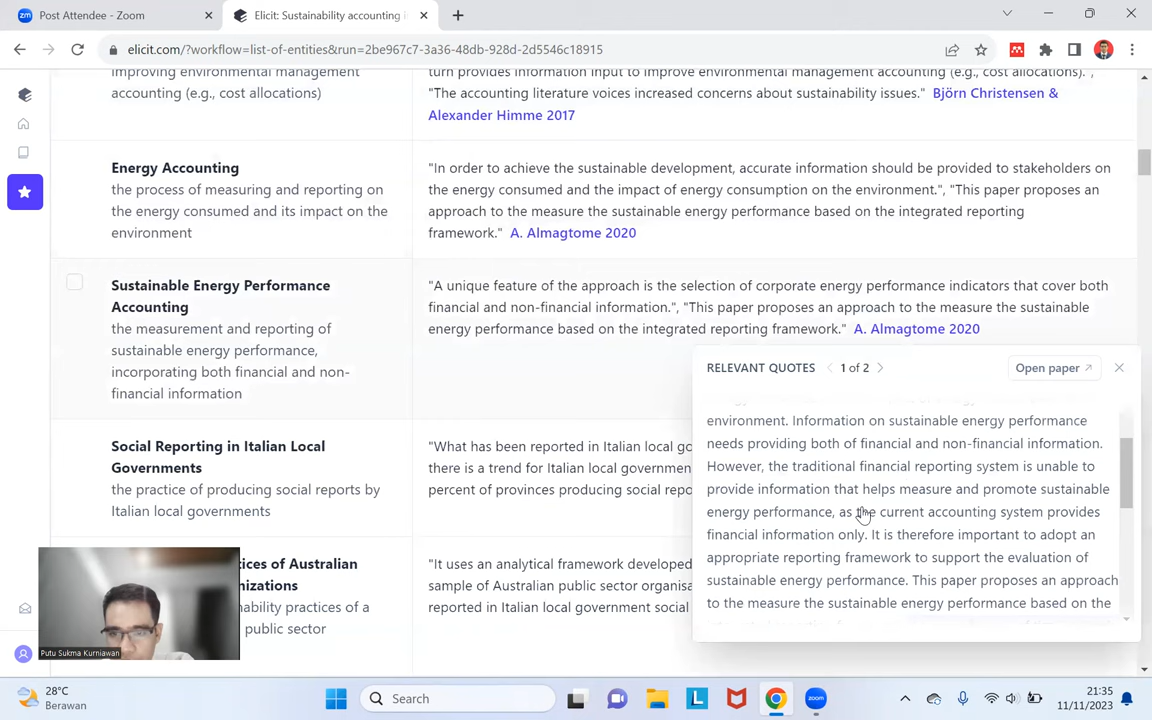 Post Attendee - Zoom
Elicit: Sustainability accounting i
elicit.com/?workflow=list-of-entities&run=2be967c7-3a36-48db-928d-2d5546c18915
improving environmental management
accounting (e.g., cost allocations)
turn provides information input to improve environmental management accounting (e.g., cost allocations).",
"The accounting literature voices increased concerns about sustainability issues." Björn Christensen &
Alexander Himme 2017
Energy Accounting
the process of measuring and reporting on
the energy consumed and its impact on the
environment
"In order to achieve the sustainable development, accurate information should be provided to stakeholders on
the energy consumed and the impact of energy consumption on the environment.", "This paper proposes an
approach to the measure the sustainable energy performance based on the integrated reporting
framework." A. Almagtome 2020
Sustainable Energy Performance
Accounting
the measurement and reporting of
sustainable energy performance,
incorporating both financial and non-
financial information
"A unique feature of the approach is the selection of corporate energy performance indicators that cover both
financial and non-financial information.", "This paper proposes an approach to the measure the sustainable
energy performance based on the integrated reporting framework." A. Almagtome 2020
RELEVANT QUOTES
1 of 2
Open paper
environment. Information on sustainable energy performance
needs providing both of financial and non-financial information.
However, the traditional financial reporting system is unable to
provide information that helps measure and promote sustainable
energy performance, as the current accounting system provides
financial information only. It is therefore important to adopt an
appropriate reporting framework to support the evaluation of
sustainable energy performance. This paper proposes an approach
to the measure the sustainable energy performance based on the
Social Reporting in Italian Local
Governments
the practice of producing social reports by
Italian local governments
"What has been reported in Italian local go
there is a trend for Italian local governmen
percent of provinces producing social repo
ices of Australian
nizations
nability practices of a
public sector
"It uses an analytical framework developed
sample of Australian public sector organisa
reported in Italian local government social
Putu Sukma Kurniawan
28°C
Berawan
Search
21:35
11/11/2023